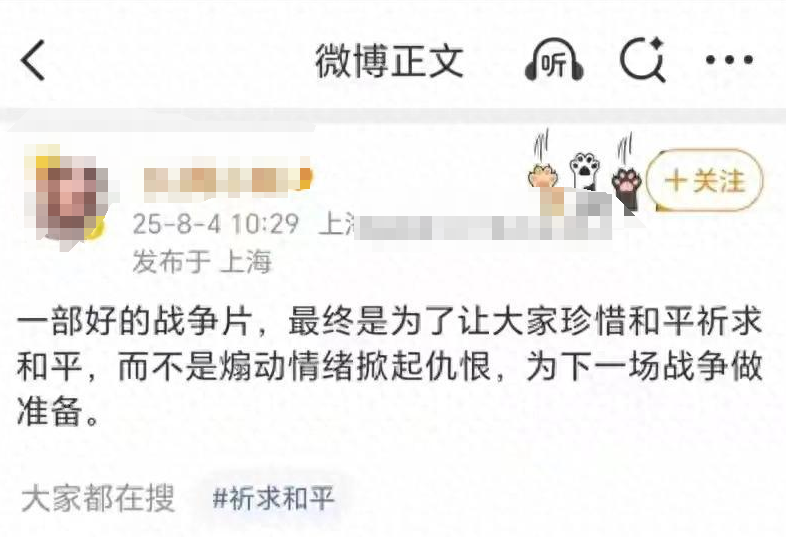 微博正文
听
+关注
25-8-4 10:29 上海
发布于 上海
一部好的战争片，最终是为了让大家珍惜和平祈求
和平，而不是煽动情绪掀起仇恨，为下一场战争做
准备。
大家都在搜 #祈求和平